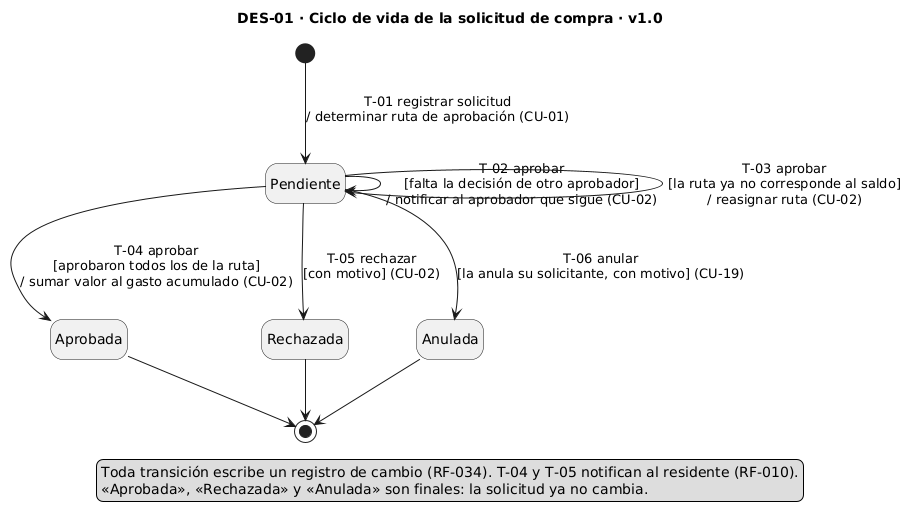 DES-01 · Ciclo de vida de la solicitud de compra · v1.0
T-01 registrar solicitud
/ determinar ruta de aprobación (CU-01)
Pendiente
T-02 aprobar
[falta la decisión de otro aprobador]
/ notificar al aprobador que sigue (CU-02)
T-03 aprobar
[la ruta ya no corresponde al saldo]
/ reasignar ruta (CU-02)
T-04 aprobar
[aprobaron todos los de la ruta]
/ sumar valor al gasto acumulado (CU-02)
T-05 rechazar
[con motivo] (CU-02)
T-06 anular
[la anula su solicitante, con motivo] (CU-19)
Aprobada
Rechazada
Anulada
Toda transición escribe un registro de cambio (RF-034). T-04 y T-05 notifican al residente (RF-010).
«Aprobada», «Rechazada» y «Anulada» son finales: la solicitud ya no cambia.